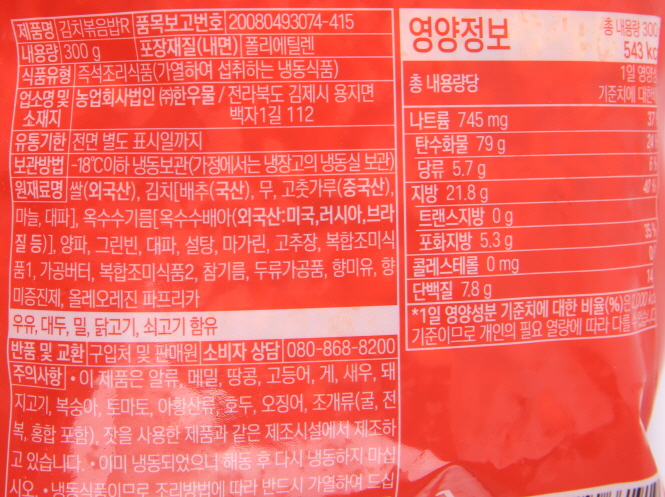 제품명 김치볶음밥R 품목보고번호 20080493074-415
내용량 300 g 포장재질(내면) 폴리에틸렌
식품유형 즉석조리식품(가열하여 섭취하는 냉동식품)
업소명 및 소재지 농업회사법인 ㈜한우물 / 전라북도 김제시 용지면
백자1길 112
유통기한 전면 별도 표시일까지
보관방법 -18℃이하 냉동보관(가정에서는 냉장고의 냉동실 보관)
원재료명 쌀(외국산), 김치[배추(국산), 무, 고춧가루(중국산),
마늘, 대파], 옥수수기름[옥수수배아(외국산:미국,러시아,브라
질 등)], 양파, 그린빈, 대파, 설탕, 마가린, 고추장, 복합조미식
품1, 가공버터, 복합조미식품2, 참기름, 두류가공품, 향미유, 향
미증진제, 올레오레진 파프리카
우유, 대두, 밀, 닭고기, 쇠고기 함유
반품 및 교환 구입처 및 판매원 소비자 상담 080-868-8200
주의사항 • 이 제품은 알류, 메밀, 땅콩, 고등어, 게, 새우, 돼
지고기, 복숭아, 토마토, 아황산류, 호두, 오징어, 조개류(굴, 전
복, 홍합 포함), 잣을 사용한 제품과 같은 제조시설에서 제조하
고 있습니다. • 이미 냉동되었으니 해동 후 다시 냉동하지 마십
시오. • 냉동식품이므로 조리방법에 따라 반드시 가열하여 드십
영양정보
총 내용량 300
543 kc
총 내용량당
1일 영양성
기준치에 대한
나트륨 745 mg 37
탄수화물 79 g 24
당류 5.7 g
지방 21.8 g
트랜스지방 0 g
포화지방 5.3 g 35 %
콜레스테롤 0 mg
단백질 7.8 g 14
*1일 영양성분 기준치에 대한 비율(%)은
기준이므로 개인의 필요 열량에 따라 다를